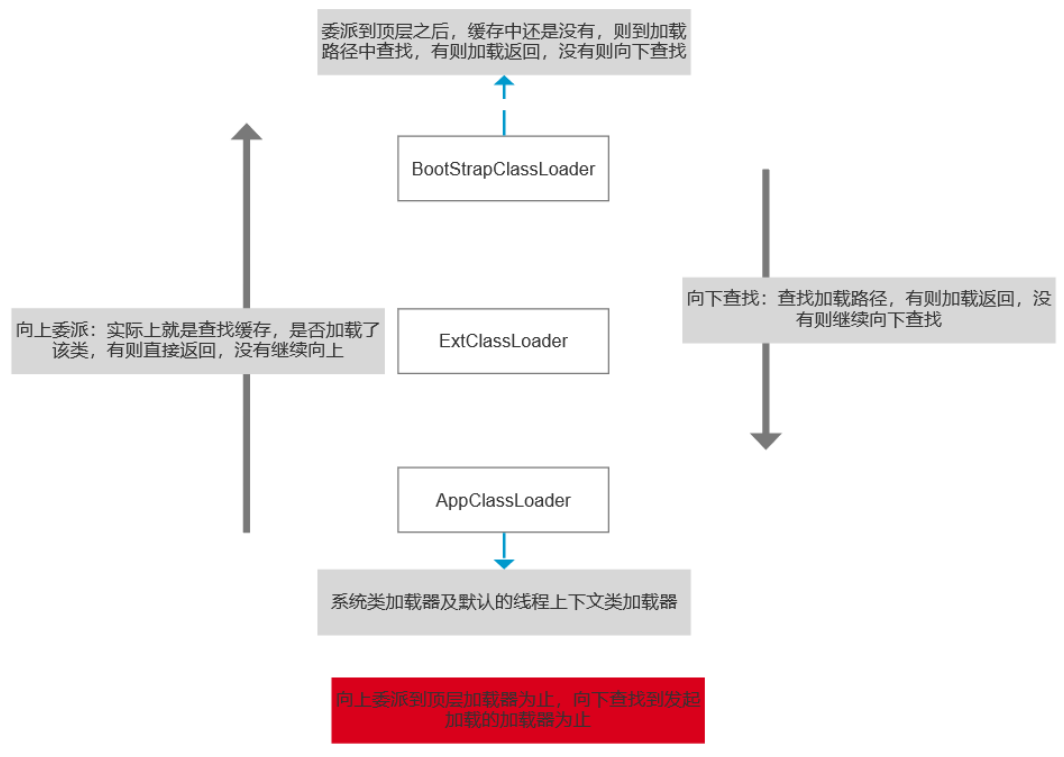 委派到顶层之后，缓存中还是没有，则到加载
路径中查找，有则加载返回，没有则向下查找
BootStrapClassLoader
向下查找：查找加载路径，有则加载返回，没
有则继续向下查找
向上委派：实际上就是查找缓存，是否加载了
该类，有则直接返回，没有继续向上
ExtClassLoader
AppClassLoader
系统类加载器及默认的线程上下文类加载器
向上委派到顶层加载器为止，向下查找到发起
加载的加载器为止